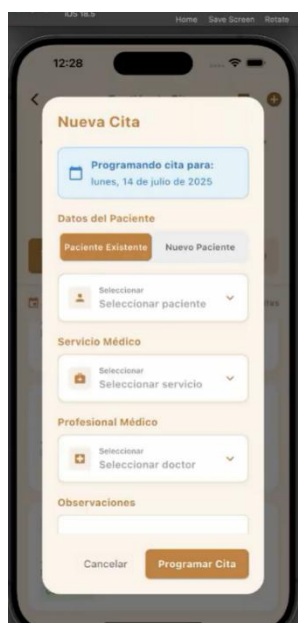 iOS 18.5
Home Save Screen Rotate
12:28
Nueva Cita
Programando cita para:
lunes, 14 de julio de 2025
Datos del Paciente
Paciente Existente
Nuevo Paciente
Seleccionar
Seleccionar paciente
Servicio Médico
Seleccionar
Seleccionar servicio
Profesional Médico
Seleccionar
Seleccionar doctor
Observaciones
Cancelar
Programar Cita